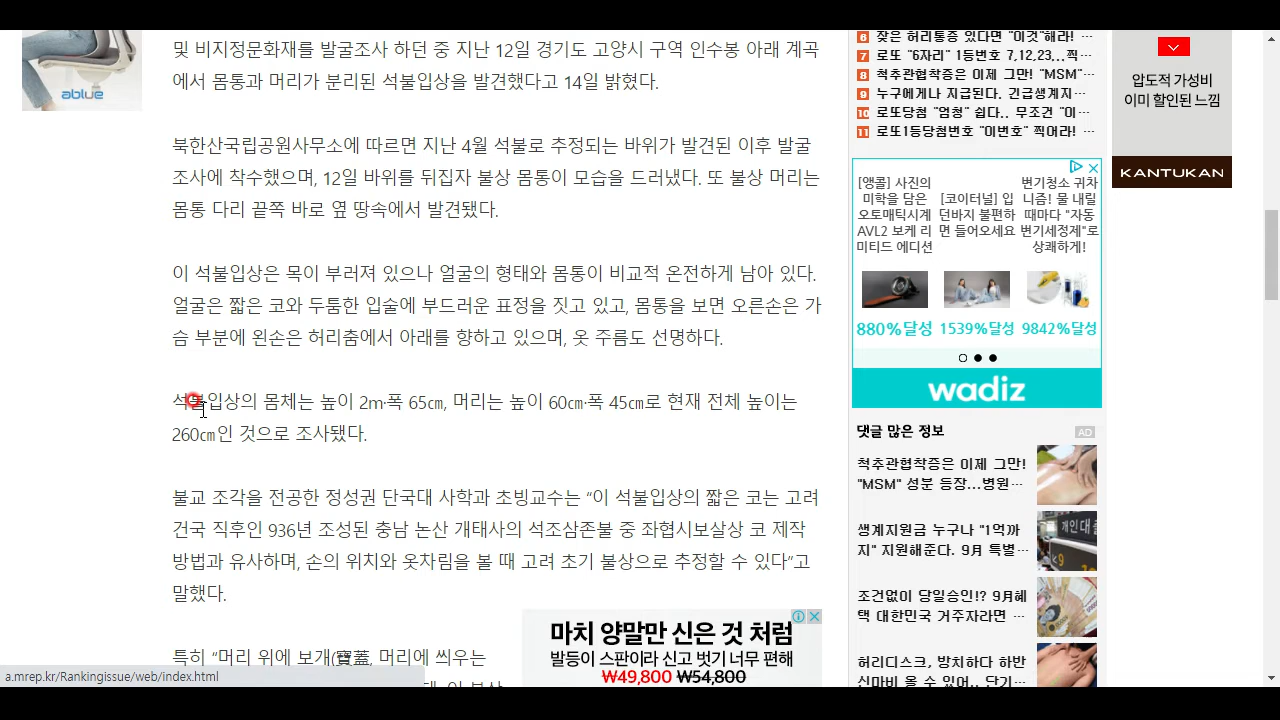 ablue
및 비지정문화재를 발굴조사 하던 중 지난 12일 경기도 고양시 구역 인수봉 아래 계곡
에서 몸통과 머리가 분리된 석불입상을 발견했다고 14일 밝혔다.
북한산국립공원사무소에 따르면 지난 4월 석불로 추정되는 바위가 발견된 이후 발굴
조사에 착수했으며, 12일 바위를 뒤집자 불상 몸통이 모습을 드러냈다. 또 불상 머리는
몸통 다리 끝쪽 바로 옆 땅속에서 발견됐다.
이 석불입상은 목이 부러져 있으나 얼굴의 형태와 몸통이 비교적 온전하게 남아 있다.
얼굴은 짧은 코와 두툼한 입술에 부드러운 표정을 짓고 있고, 몸통을 보면 오른손은 가
슴 부분에 왼손은 허리춤에서 아래를 향하고 있으며, 옷 주름도 선명하다.
석불입상의 몸체는 높이 2m·폭 65㎝, 머리는 높이 60㎝·폭 45㎝로 현재 전체 높이는
260㎝인 것으로 조사됐다.
불교 조각을 전공한 정성권 단국대 사학과 초빙교수는 “이 석불입상의 짧은 코는 고려
건국 직후인 936년 조성된 충남 논산 개태사의 석조삼존불 중 좌협시보살상 코 제작
방법과 유사하며, 손의 위치와 옷차림을 볼 때 고려 초기 불상으로 추정할 수 있다”고
말했다.
특히 “머리 위에 보개(寶蓋, 머리에 씌우는
a.mrep.kr/Rankingissue/web/index.html
마치 양말만 신은 것 처럼
발등이 스판이라 신고 벗기 너무 편해
₩49,800 ₩54,800
6 잦은 허리통증 있다면 "이것"해라! ···
7 로또 "6자리" 1등번호 7,12,23...찍···
8 척추관협착증은 이제 그만! "MSM"···
9 누구에게나 지급된다. 긴급생계지···
10 로또당첨 "엄청" 쉽다.. 무조건 "이···
11 로또1등당첨번호 "이번호" 찍어라! ···
[앵콜] 사진의
미학을 담은
오토매틱시계
AVL2 보케 리
미티드 에디션
880%달성
[코이터널] 입
던바지 불편하
면 들어오세요
1539%달성
변기청소 귀차
니즘! 물 내릴
때마다 "자동
변기세정제"로
상쾌하게!
9842%달성
wadiz
댓글 많은 정보
AD
척추관협착증은 이제 그만!
"MSM" 성분 등장...병원···
생계지원금 누구나 "1억까
지" 지원해준다. 9月 특별···
개인대출
조건없이 당일승인!? 9月혜
택 대한민국 거주자라면 ···
허리디스크, 방치하다 하반
압도적 가성비
이미 할인된 느낌
KANTUKAN